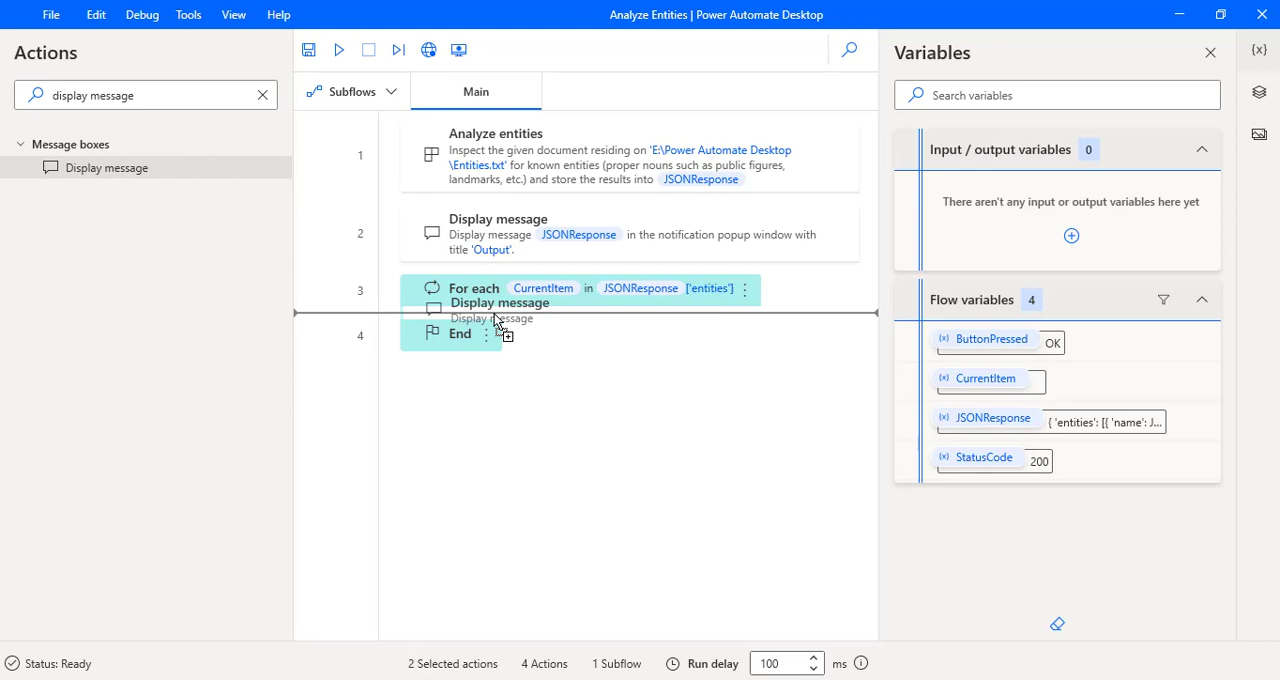 File Edit Debug Tools View Help
Analyze Entities | Power Automate Desktop
Actions
display message
Message boxes
Display message
Subflows
Main
1
Analyze entities
Inspect the given document residing on 'E:\Power Automate Desktop
\Entities.txt' for known entities (proper nouns such as public figures,
landmarks, etc.) and store the results into JSONResponse
2
Display message
Display message JSONResponse in the notification popup window with
title 'Output'.
3
For each CurrentItem in JSONResponse ['entities']
Display message
Display message
4
End
Variables
{x}
Search variables
Input / output variables 0
There aren't any input or output variables here yet
Flow variables 4
(x) ButtonPressed OK
(x) CurrentItem
(x) JSONResponse { 'entities': [{ 'name': J...
(x) StatusCode 200
Status: Ready
2 Selected actions
4 Actions
1 Subflow
Run delay 100 ms